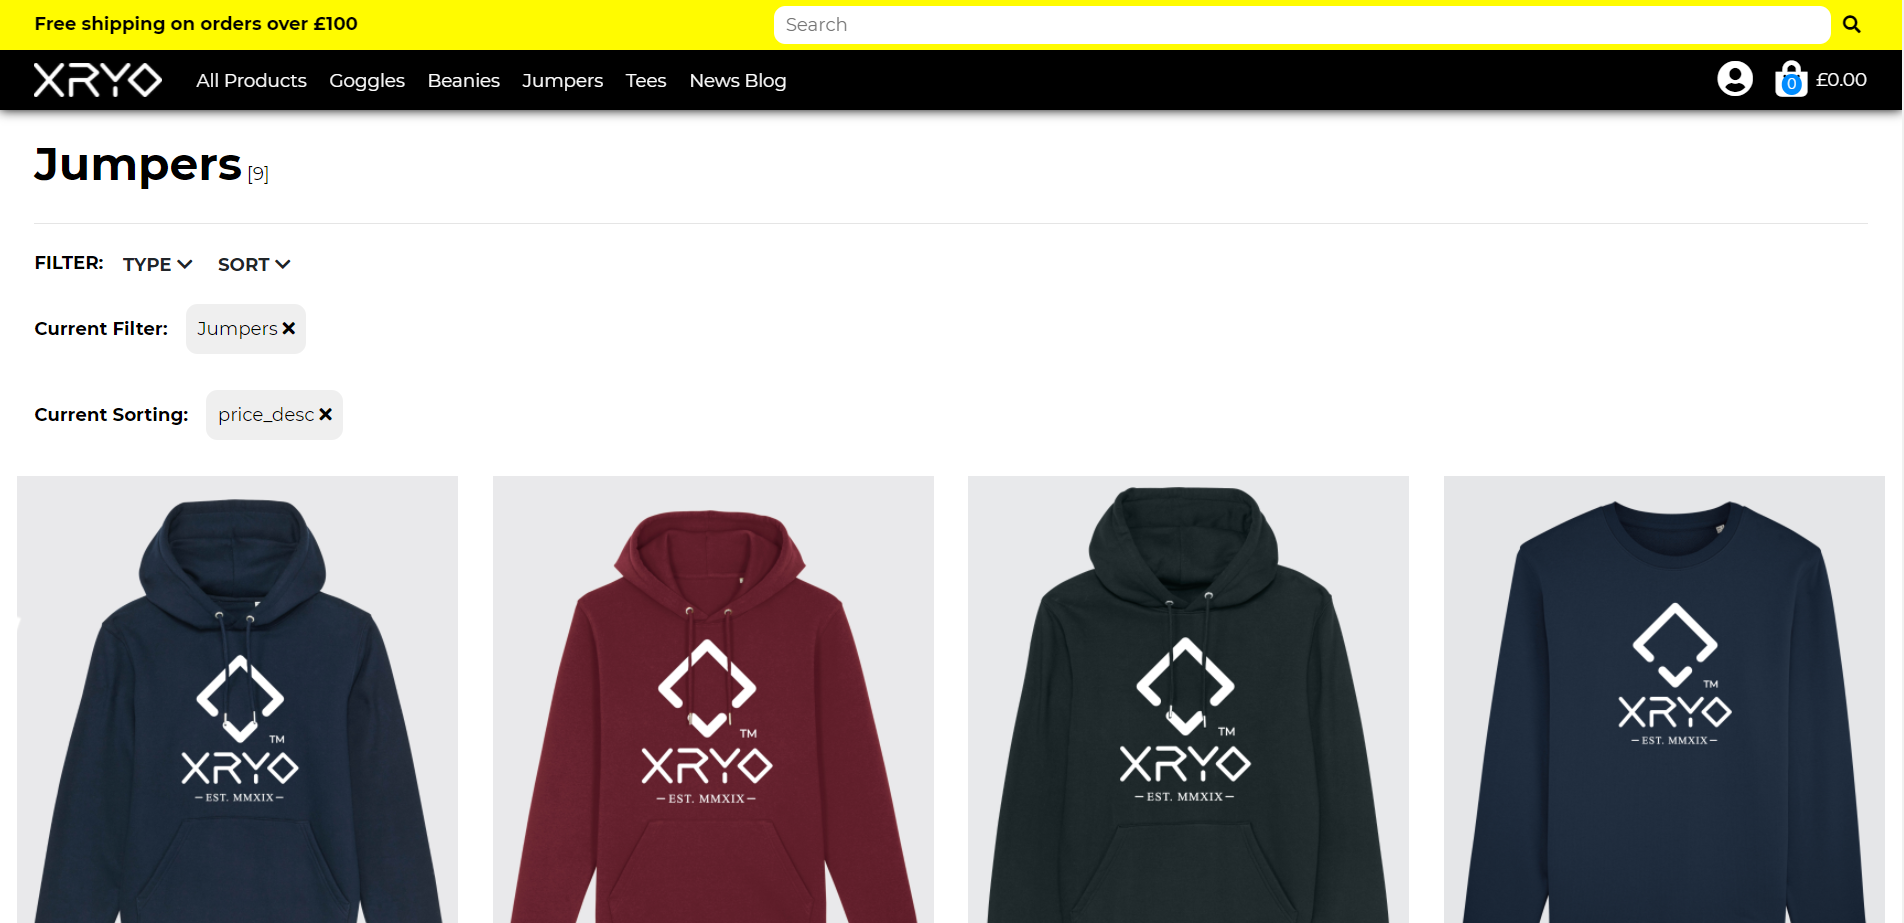 Free shipping on orders over £100
Search
XRYO
All Products Goggles Beanies Jumpers Tees News Blog
0 £0.00
Jumpers [9]
FILTER: TYPE SORT
Current Filter: Jumpers
Current Sorting: price_desc
TM
XRYO
EST. MMXIX
TM
XRYO
EST. MMXIX
TM
XRYO
EST. MMXIX
TM
XRYO
EST. MMXIX